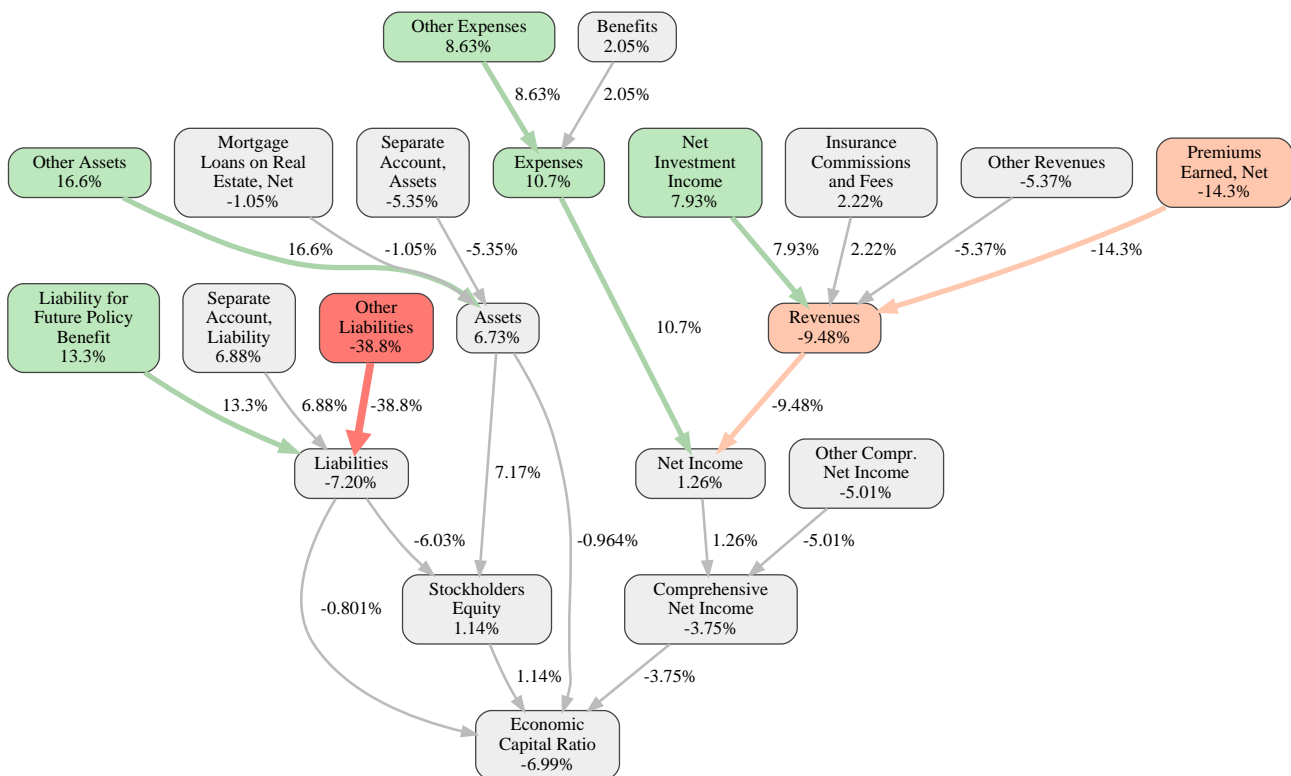 Other Expenses
8.63%
Benefits
2.05%
8.63%
2.05%
Other Assets
16.6%
Mortgage
Loans on Real
Estate, Net
-1.05%
Separate
Account,
Assets
-5.35%
Expenses
10.7%
Net
Investment
Income
7.93%
Insurance
Commissions
and Fees
2.22%
Other Revenues
-5.37%
Premiums
Earned, Net
-14.3%
16.6%
-1.05%
-5.35%
7.93%
2.22%
-5.37%
-14.3%
Liability for
Future Policy
Benefit
13.3%
Separate
Account,
Liability
6.88%
Other
Liabilities
-38.8%
Assets
6.73%
10.7%
Revenues
-9.48%
13.3%
6.88%
-38.8%
-9.48%
Liabilities
-7.20%
7.17%
Net Income
1.26%
Other Compr.
Net Income
-5.01%
-6.03%
-0.964%
1.26%
-5.01%
-0.801%
Stockholders
Equity
1.14%
Comprehensive
Net Income
-3.75%
1.14%
-3.75%
Economic
Capital Ratio
-6.99%